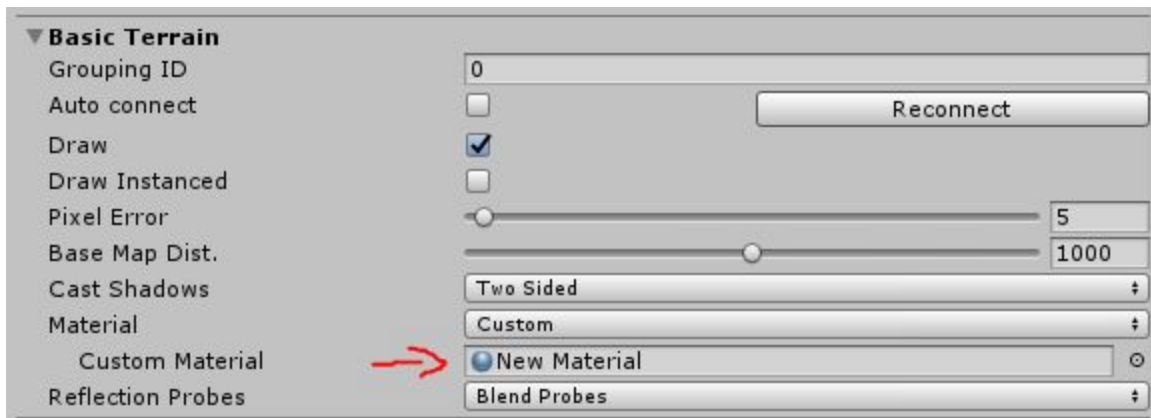 Basic Terrain
Grouping ID 0
Auto connect Reconnect
Draw
Draw Instanced
Pixel Error 5
Base Map Dist. 1000
Cast Shadows Two Sided
Material Custom
Custom Material New Material
Reflection Probes Blend Probes